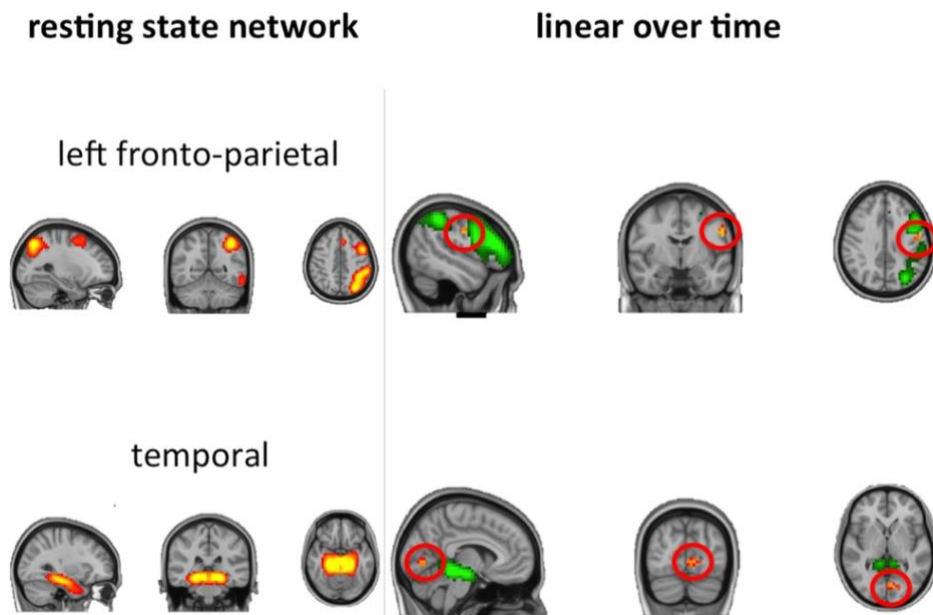 resting state network
linear over time
left fronto-parietal
temporal